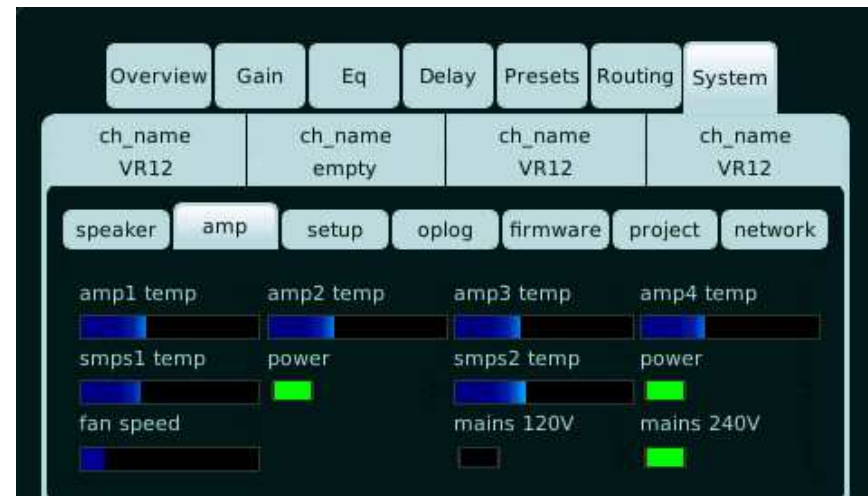 Overview Gain Eq Delay Presets Routing System
ch_name ch_name ch_name ch_name
VR12 empty VR12 VR12
speaker amp setup oplog firmware project network
amp1 temp amp2 temp amp3 temp amp4 temp
smps1 temp power smps2 temp power
fan speed mains 120V mains 240V